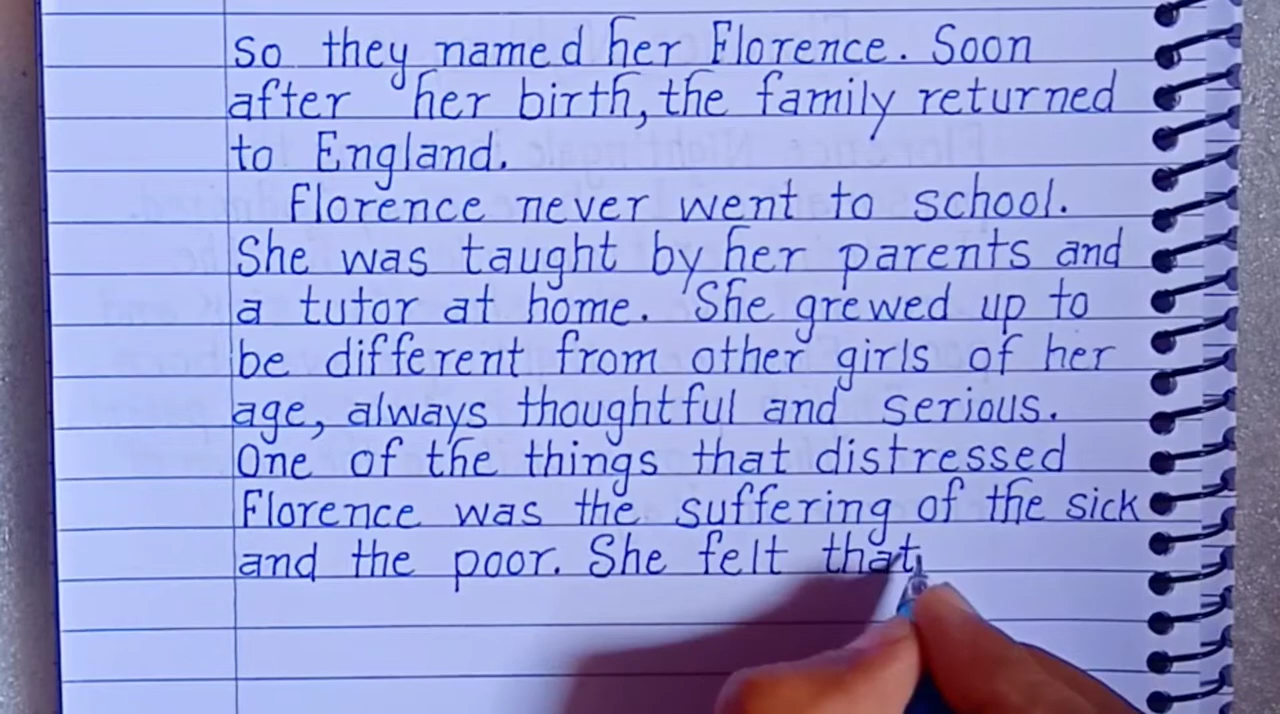 so they named her Florence. Soon
after her birth, the family returned
to England.
Florence never went to school.
She was taught by her parents and
a tutor at home. She grewed up to
be different from other girls of her
age, always thoughtful and serious.
One of the things that distressed
Florence was the suffering of the sick
and the poor. She felt that